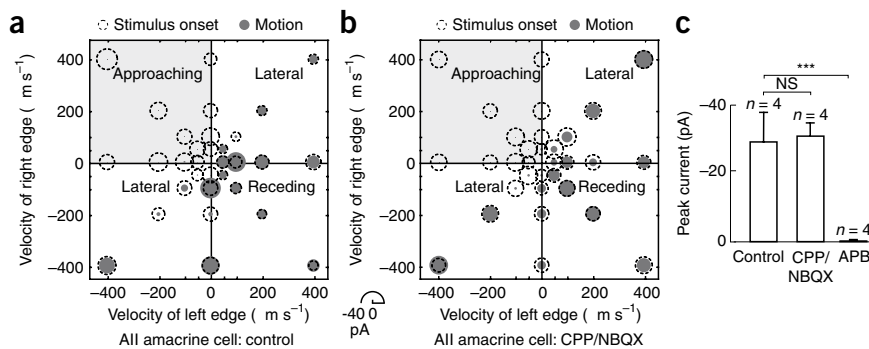 a
Stimulus onset Motion
Approaching
Lateral
Lateral
Receding
400
200
0
−200
−400
−400 −200 0 200 400
Velocity of right edge ( m s−1)
Velocity of left edge ( m s−1)
AII amacrine cell: control
-40 0
pA
b
Stimulus onset Motion
Approaching
Lateral
Lateral
Receding
400
200
0
−200
−400
−400 −200 0 200 400
Velocity of right edge ( m s−1)
Velocity of left edge ( m s−1)
AII amacrine cell: CPP/NBQX
c
***
NS
n = 4
n = 4
n = 4
−40
−20
0
Peak current (pA)
Control CPP/ APB
NBQX